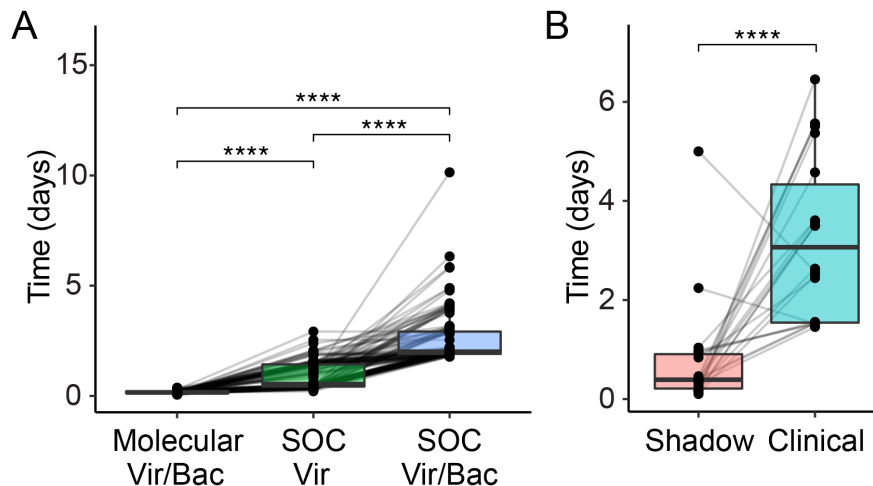 A
Time (days)
15
10
5
0
****
****
****
Molecular
Vir/Bac
SOC
Vir
SOC
Vir/Bac
B
Time (days)
6
4
2
0
****
Shadow
Clinical